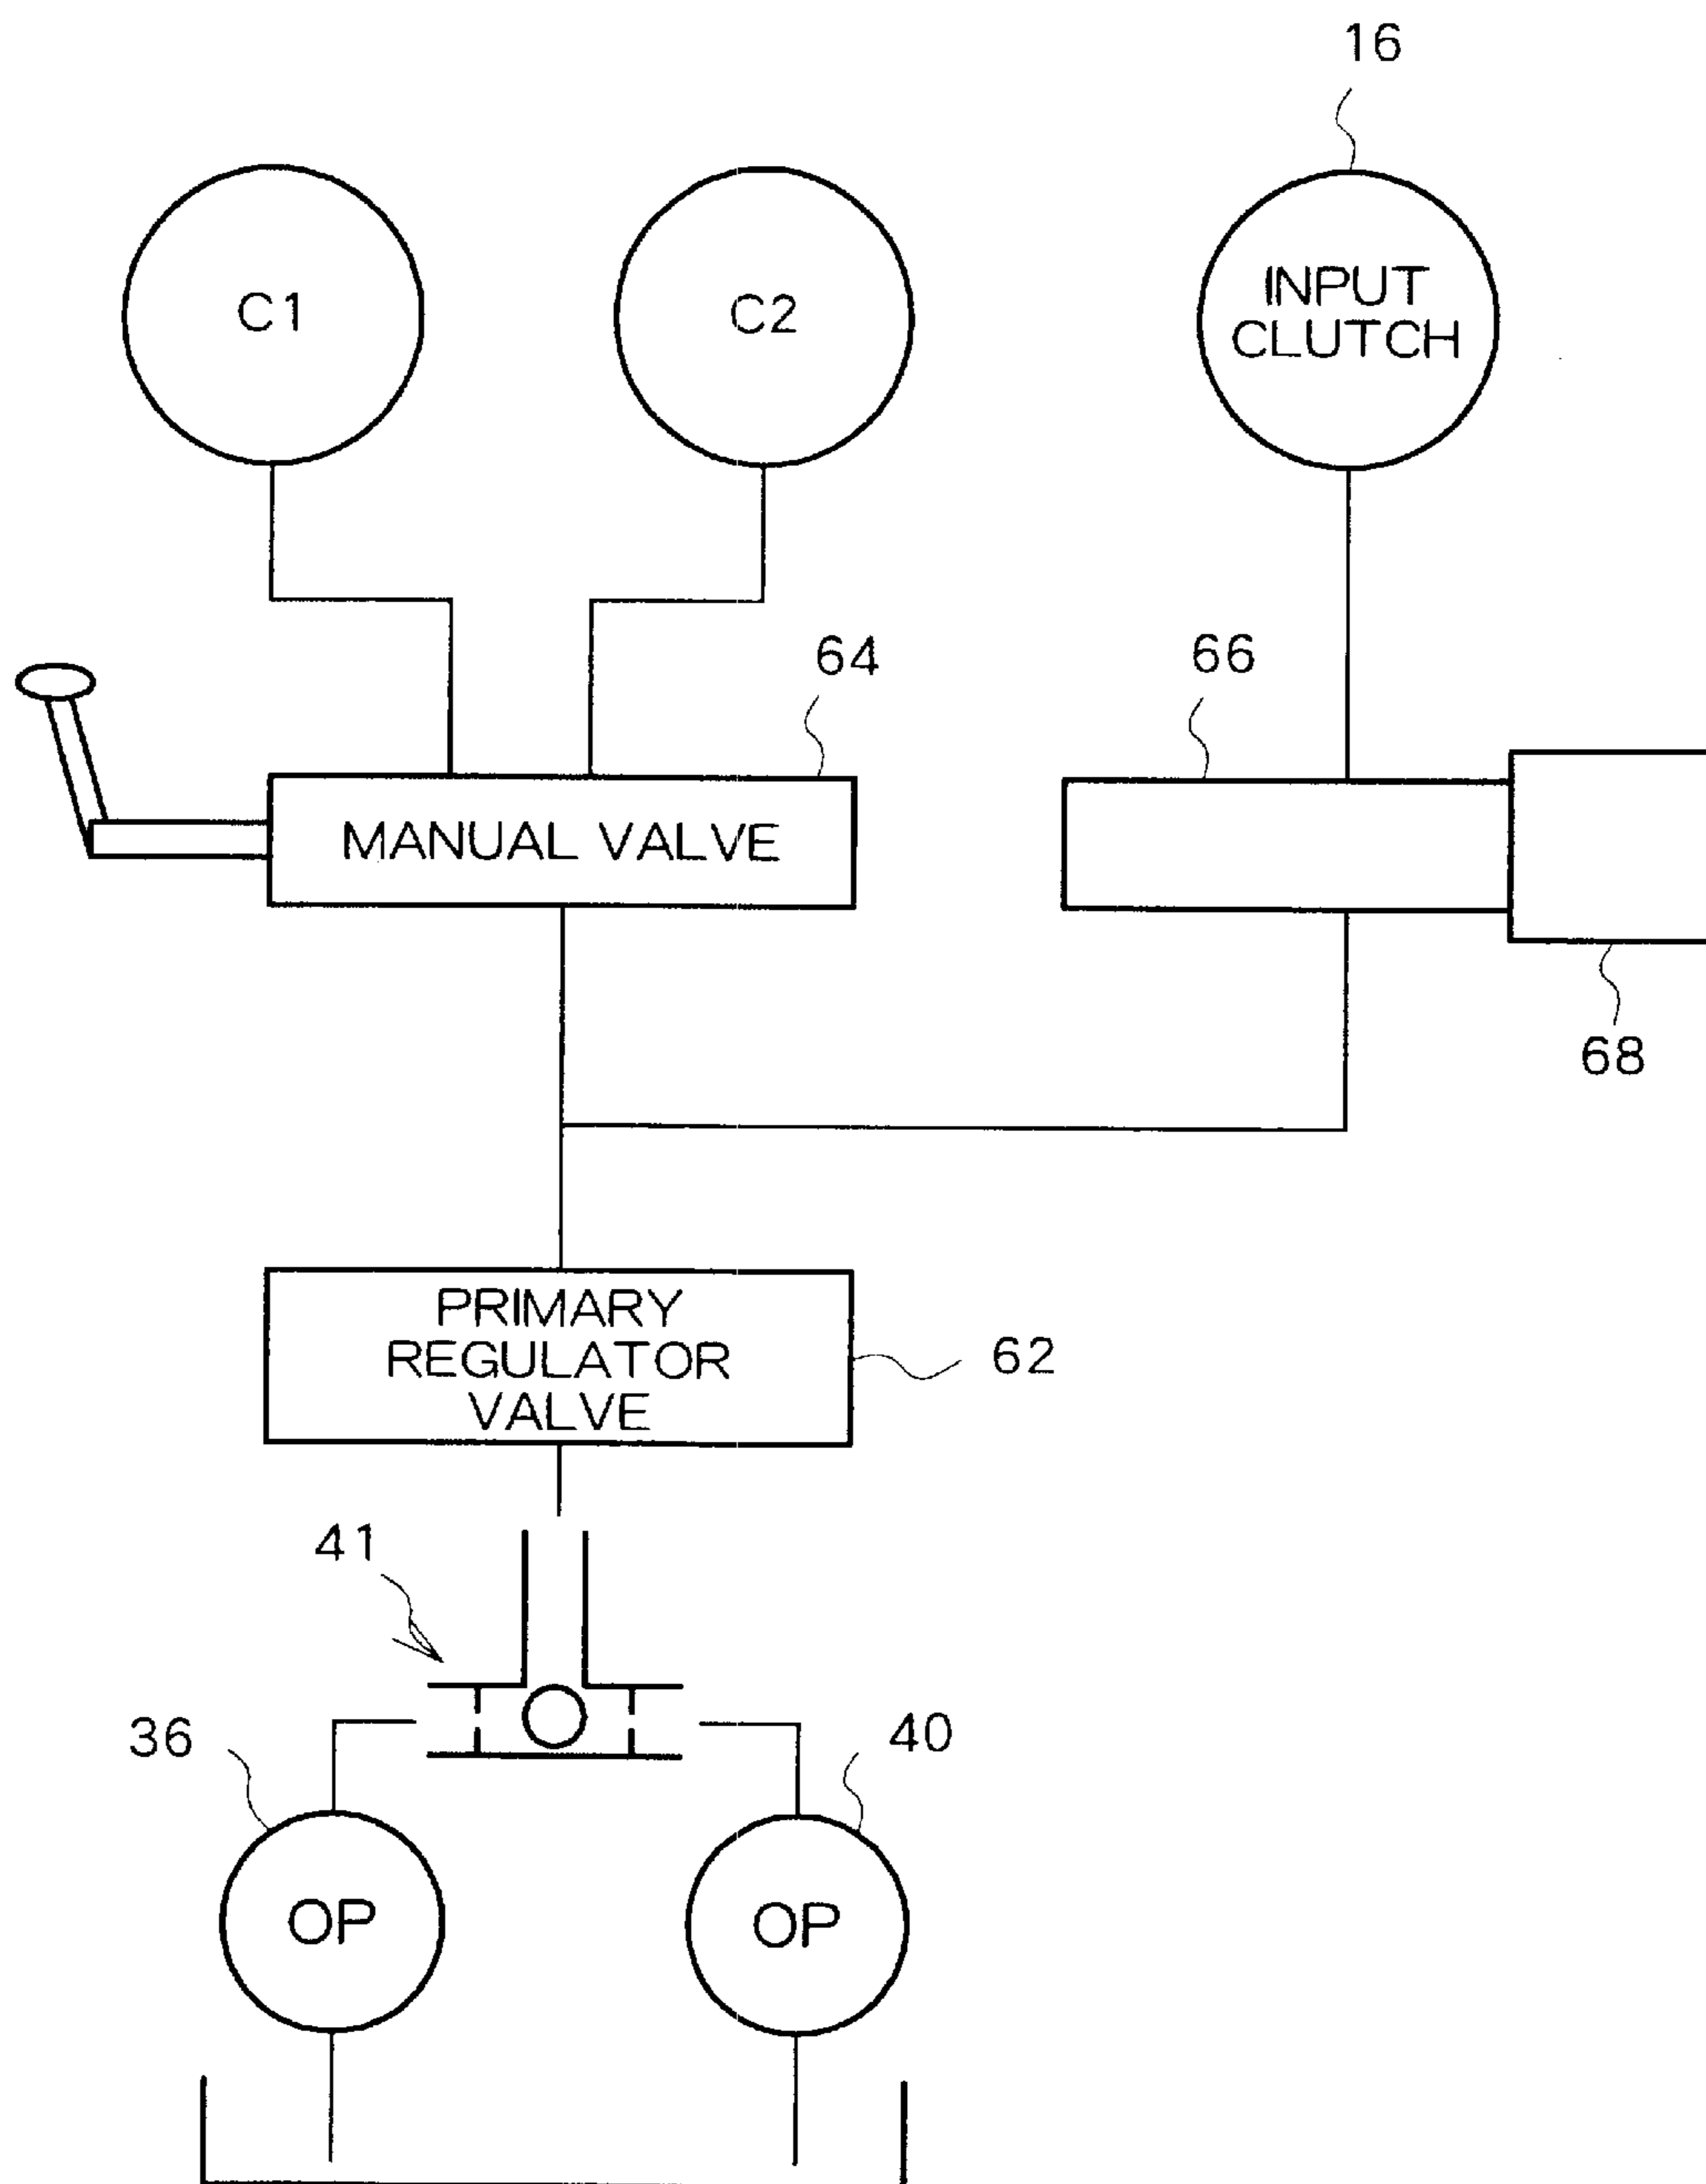 16
C1
C2
INPUT
CLUTCH
64
66
MANUAL VALVE
68
PRIMARY
REGULATOR
VALVE
62
41
36
40
OP
OP